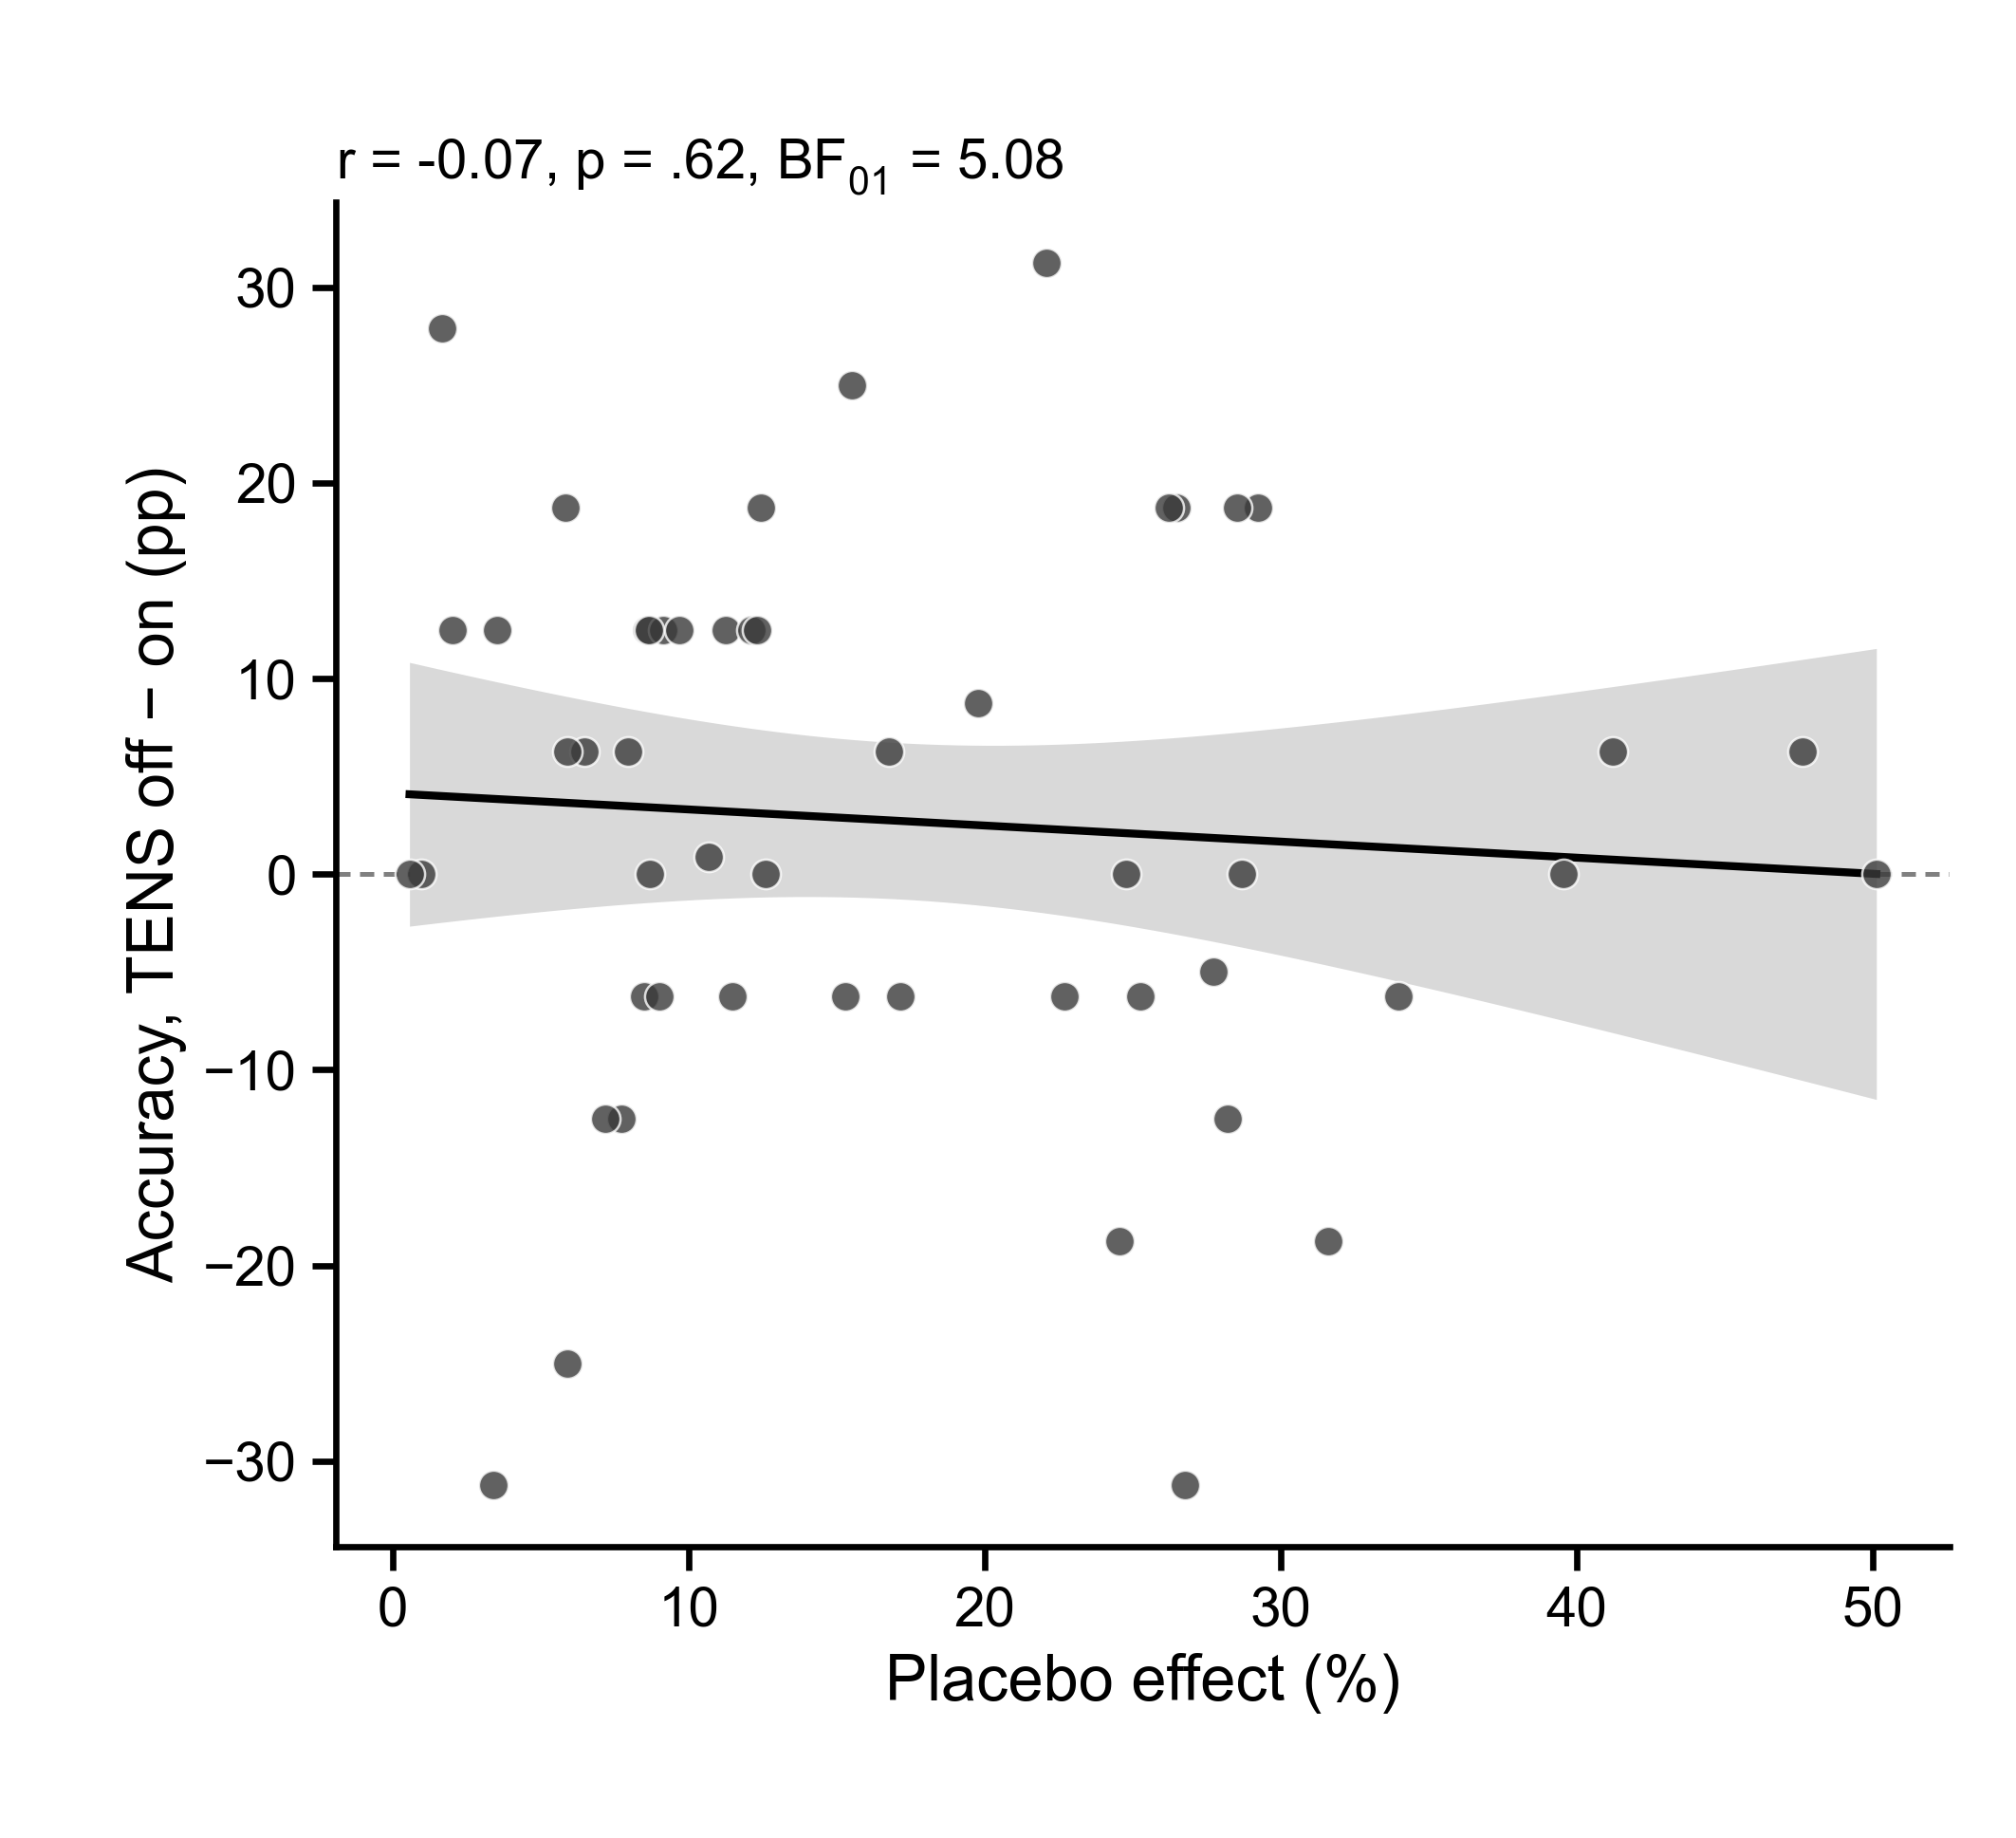 r = -0.07, p = .62, BF01 = 5.08
Accuracy, TENS off − on (pp)
30
20
10
0
−10
−20
−30
0 10 20 30 40 50
Placebo effect (%)